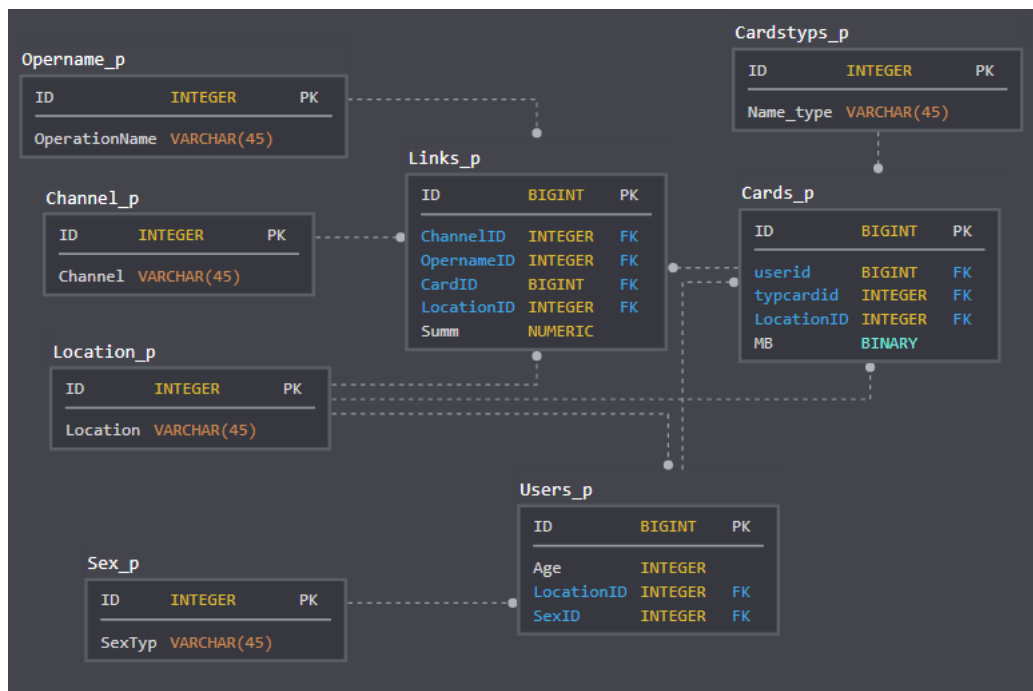 Opername_p
ID INTEGER PK
OperationName VARCHAR(45)
Channel_p
ID INTEGER PK
Channel VARCHAR(45)
Location_p
ID INTEGER PK
Location VARCHAR(45)
Sex_p
ID INTEGER PK
SexTyp VARCHAR(45)
Links_p
ID BIGINT PK
ChannelID INTEGER FK
OpernameID INTEGER FK
CardID BIGINT FK
LocationID INTEGER FK
Summ NUMERIC
Users_p
ID BIGINT PK
Age INTEGER
LocationID INTEGER FK
SexID INTEGER FK
Cardstyps_p
ID INTEGER PK
Name_type VARCHAR(45)
Cards_p
ID BIGINT PK
userid BIGINT FK
typcardid INTEGER FK
LocationID INTEGER FK
MB BINARY